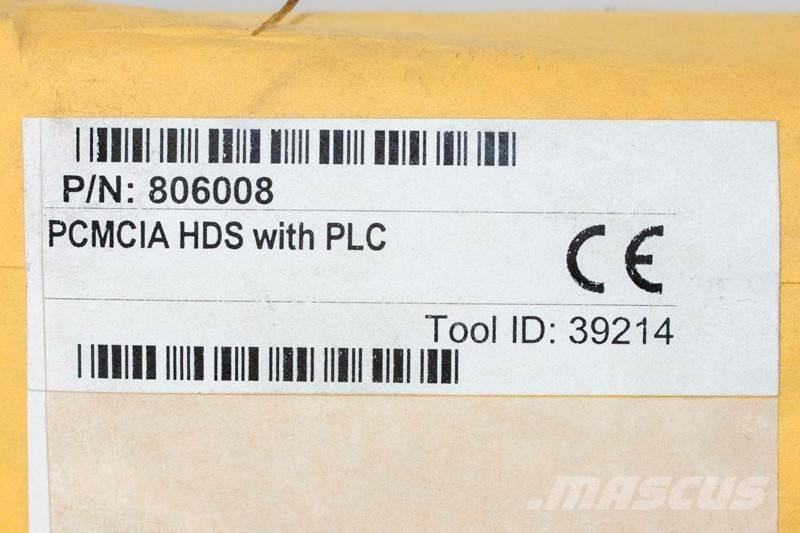 P/N: 806008
PCMCIA HDS with PLC
CE
Tool ID: 39214
.mascus